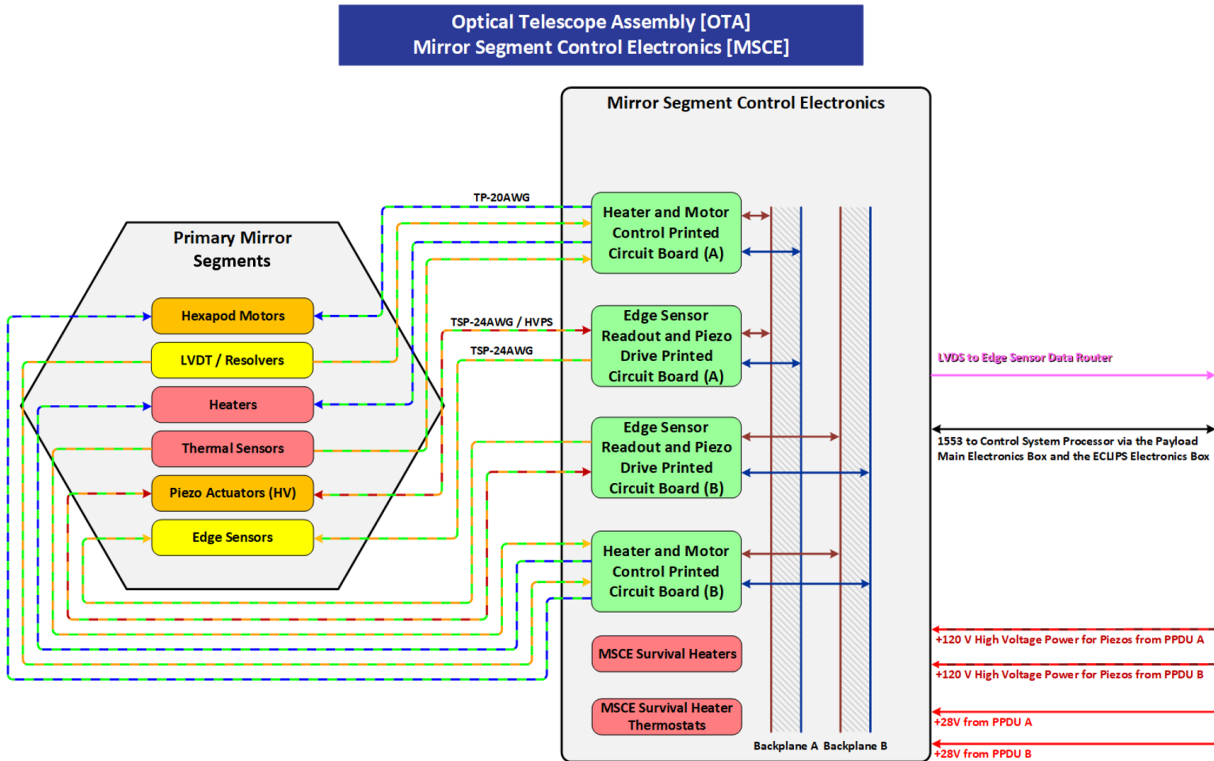 Optical Telescope Assembly [OTA]
Mirror Segment Control Electronics [MSCE]
Mirror Segment Control Electronics
Primary Mirror
Segments
Hexapod Motors
LVDT / Resolvers
Heaters
Thermal Sensors
Piezo Actuators (HV)
Edge Sensors
TP-20AWG
TSP-24AWG / HVPS
TSP-24AWG
Heater and Motor
Control Printed
Circuit Board (A)
Edge Sensor
Readout and Piezo
Drive Printed
Circuit Board (A)
Edge Sensor
Readout and Piezo
Drive Printed
Circuit Board (B)
Heater and Motor
Control Printed
Circuit Board (B)
MSCE Survival Heaters
MSCE Survival Heater
Thermostats
Backplane A
Backplane B
LVDS to Edge Sensor Data Router
1553 to Control System Processor via the Payload
Main Electronics Box and the ECLIPS Electronics Box
+120 V High Voltage Power for Piezos from PPDU A
+120 V High Voltage Power for Piezos from PPDU B
+28V from PPDU A
+28V from PPDU B